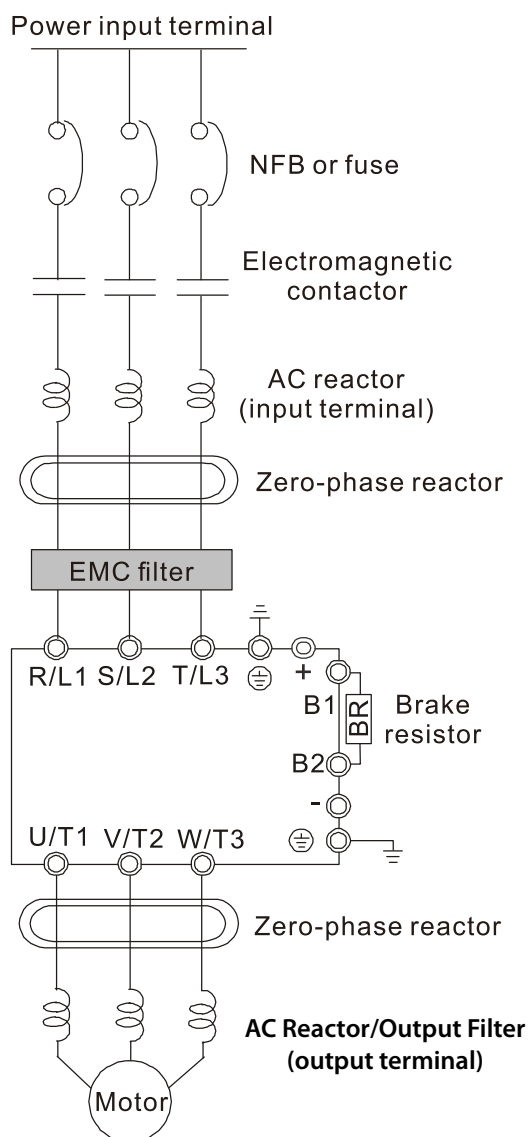 Power input terminal
NFB or fuse
Electromagnetic
contactor
AC reactor
(input terminal)
Zero-phase reactor
EMC filter
R/L1 S/L2 T/L3 +
B1
BR
Brake
resistor
B2
-
U/T1 V/T2 W/T3
Zero-phase reactor
AC Reactor/Output Filter
(output terminal)
Motor